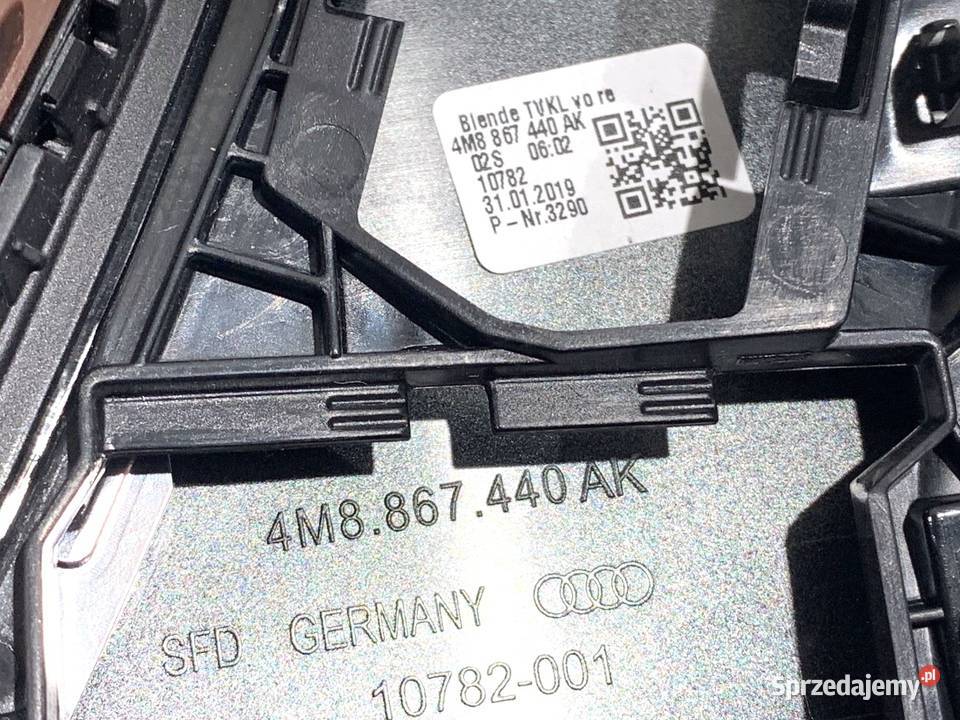 Blende TVKL vo re
4M8 867 440 AK
02S 06:02
10782
31.01.2019
P-Nr.3290
4M8.867.440 AK
SFD GERMANY
10782-001
Sprzedajemy.pl